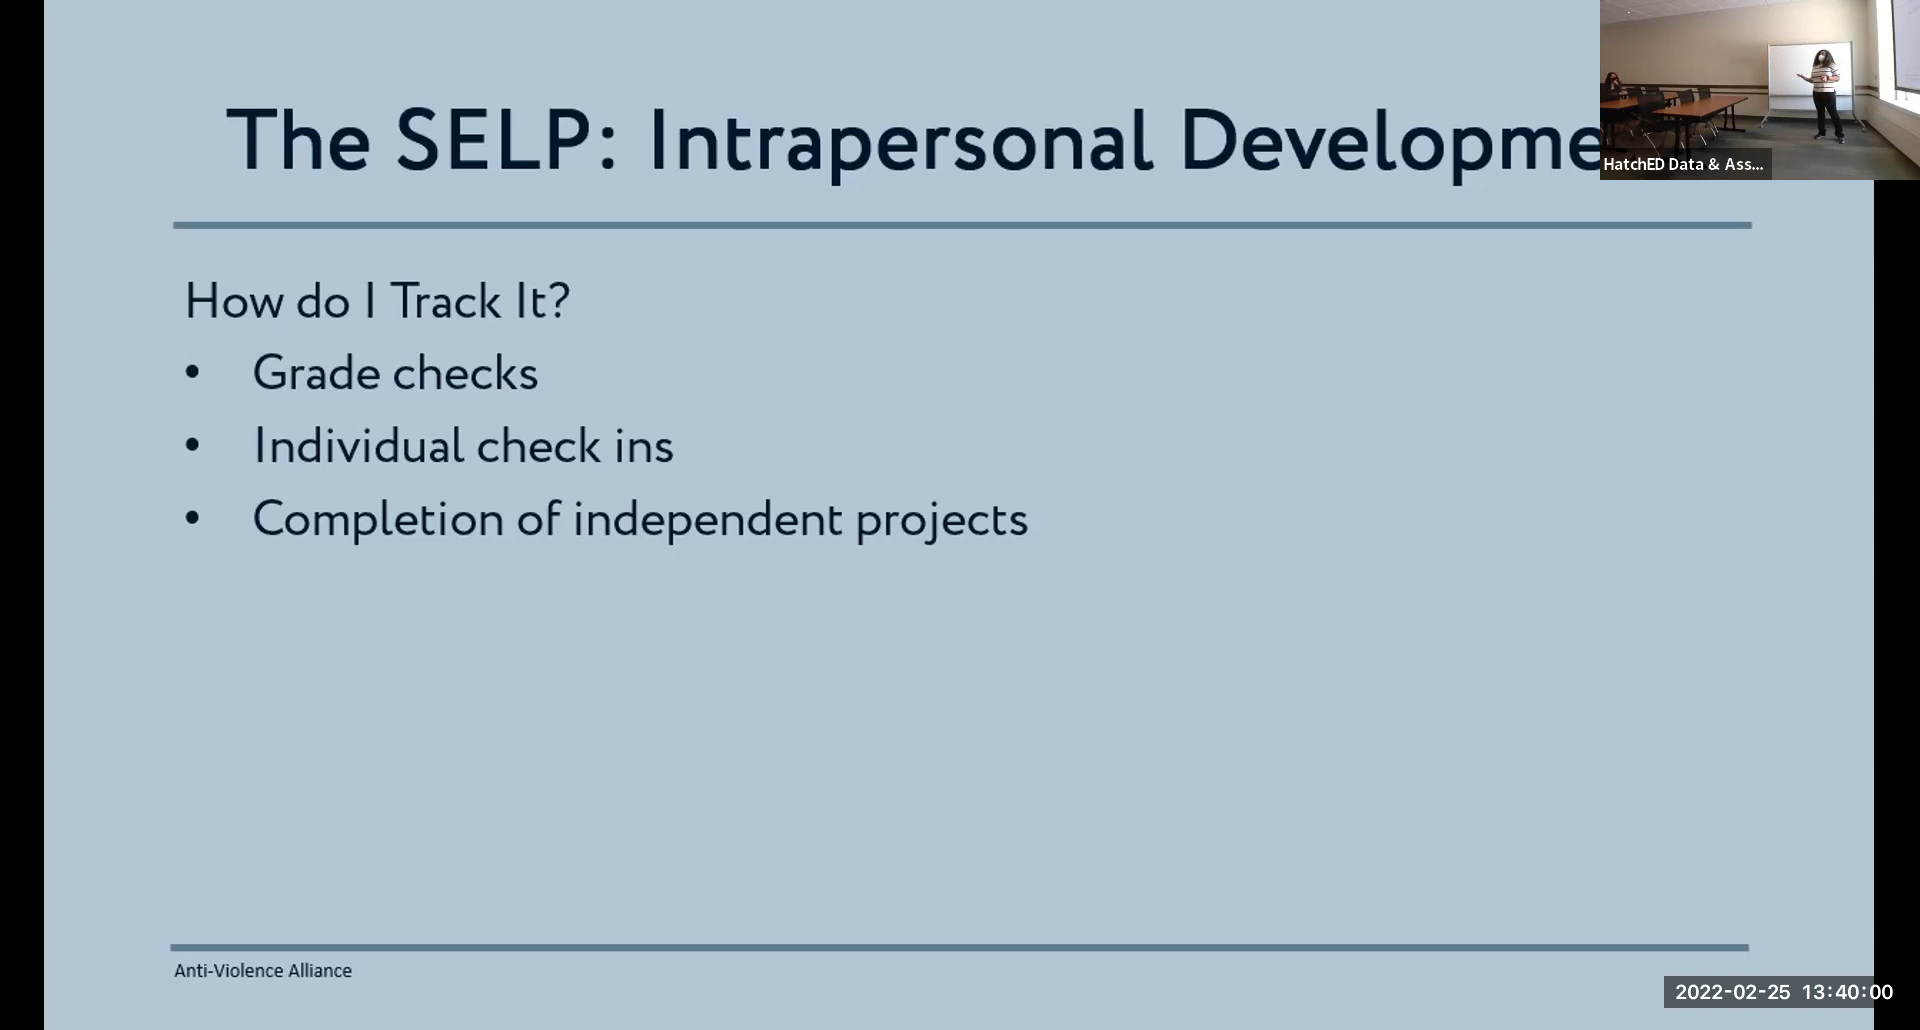 The SELP: Intrapersonal Developme
HatchED Data & Ass...
How do I Track It?
• Grade checks
• Individual check ins
• Completion of independent projects
Anti-Violence Alliance
2022-02-25 13:40:00